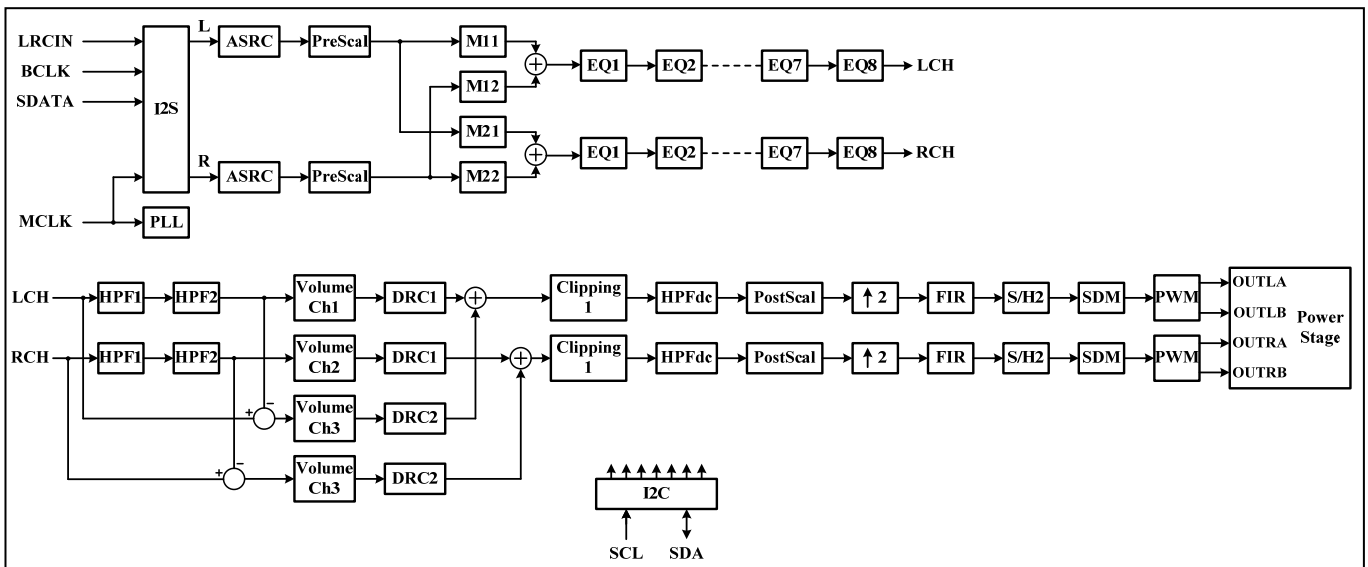 LRCIN
BCLK
SDATA
MCLK
I2S
PLL
L
ASRC
PreScal
R
ASRC
PreScal
M11
M12
M21
M22
+
+
EQ1
EQ2
EQ7
EQ8
LCH
EQ1
EQ2
EQ7
EQ8
RCH
LCH
HPF1
HPF2
Volume
Ch1
DRC1
+
Clipping
1
HPFdc
PostScal
↑2
FIR
S/H2
SDM
PWM
OUTLA
OUTLB
RCH
HPF1
HPF2
Volume
Ch2
DRC1
+
Clipping
1
HPFdc
PostScal
↑2
FIR
S/H2
SDM
PWM
OUTRA
OUTRB
Power
Stage
+ −
Volume
Ch3
DRC2
+ −
Volume
Ch3
DRC2
I2C
SCL
SDA